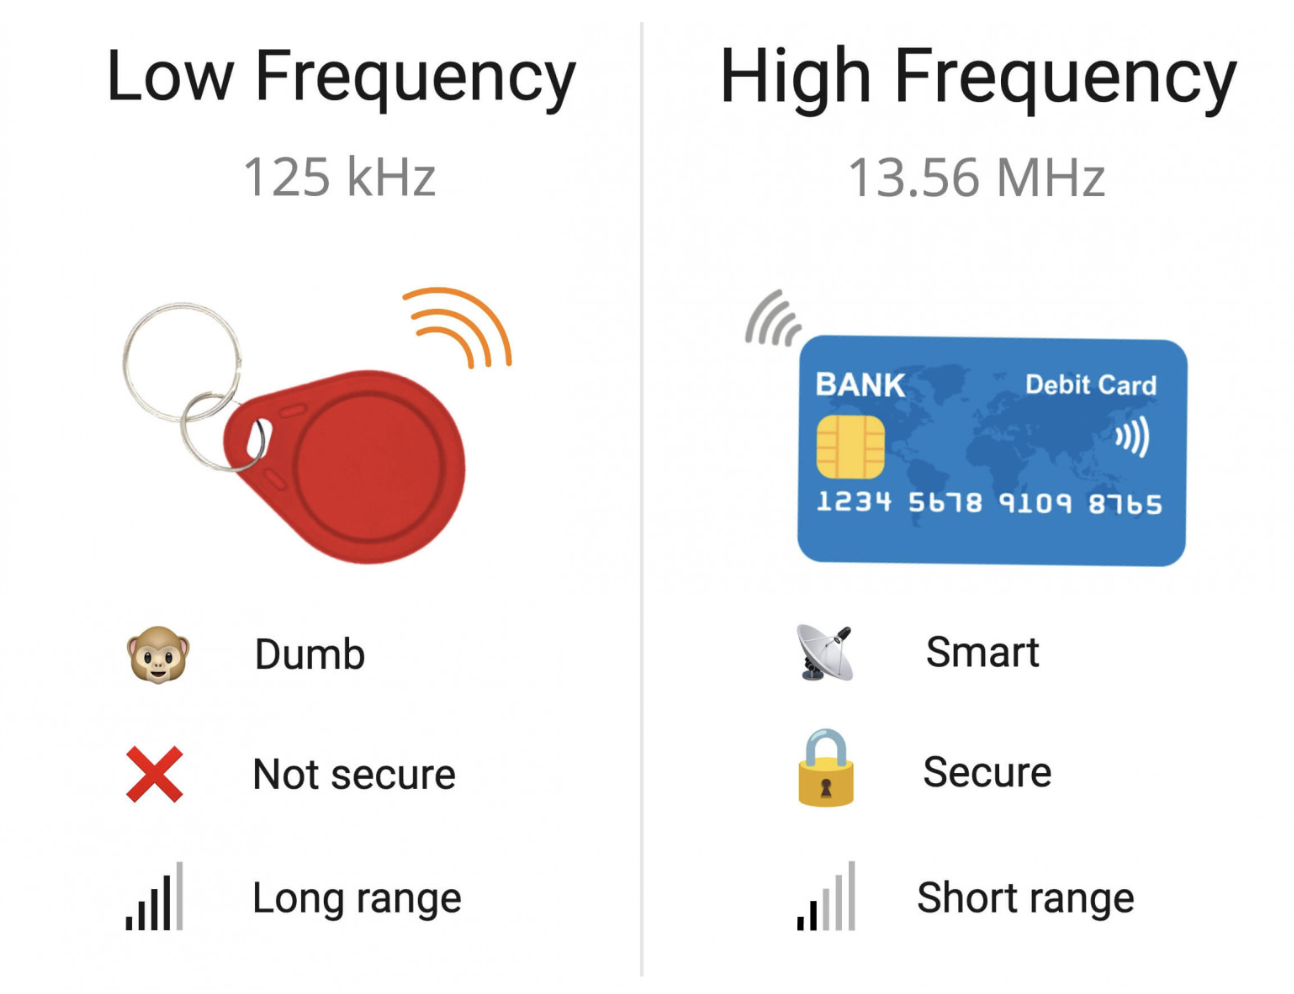 Low Frequency
125 kHz
Dumb
Not secure
Long range
High Frequency
13.56 MHz
BANK
Debit Card
1234 5678 9109 8765
Smart
Secure
Short range